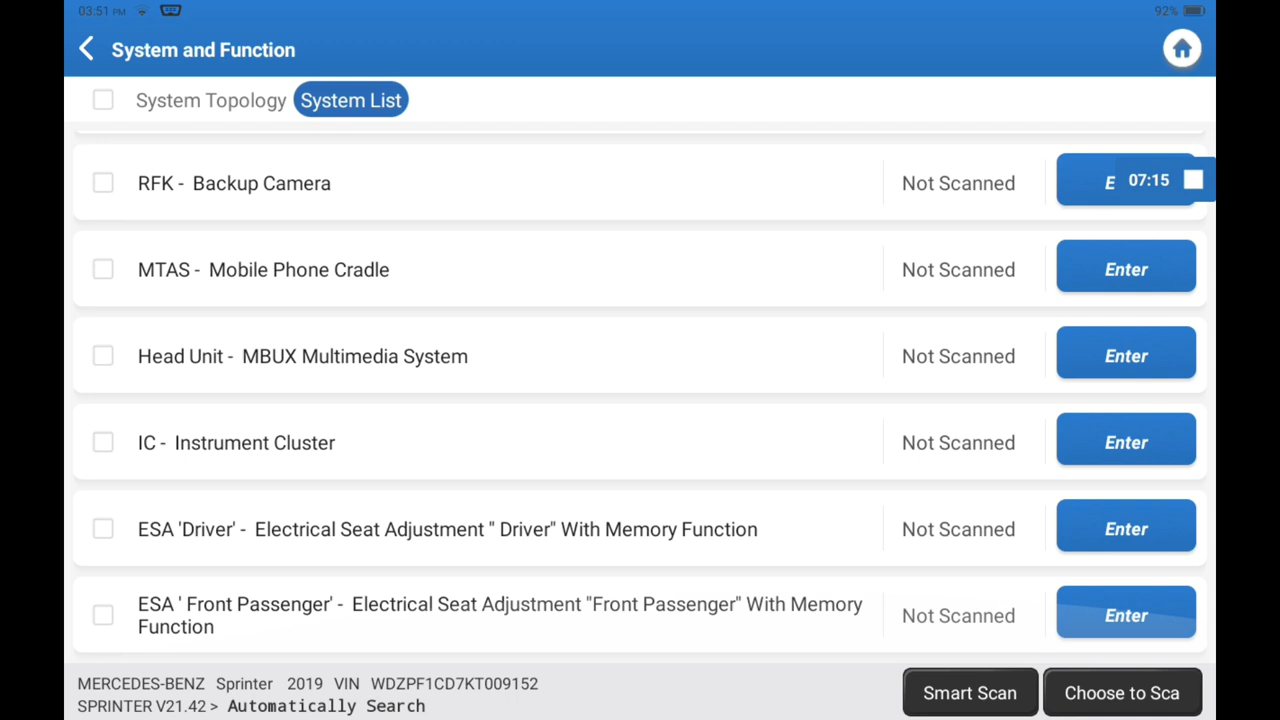 03:51 PM
92%
System and Function
System Topology System List
RFK - Backup Camera
Not Scanned
E
07:15
MTAS - Mobile Phone Cradle
Not Scanned
Enter
Head Unit - MBUX Multimedia System
Not Scanned
Enter
IC - Instrument Cluster
Not Scanned
Enter
ESA 'Driver' - Electrical Seat Adjustment " Driver" With Memory Function
Not Scanned
Enter
ESA ' Front Passenger' - Electrical Seat Adjustment "Front Passenger" With Memory
Function
Not Scanned
Enter
MERCEDES-BENZ Sprinter 2019 VIN WDZPF1CD7KT009152
SPRINTER V21.42 > Automatically Search
Smart Scan
Choose to Sca